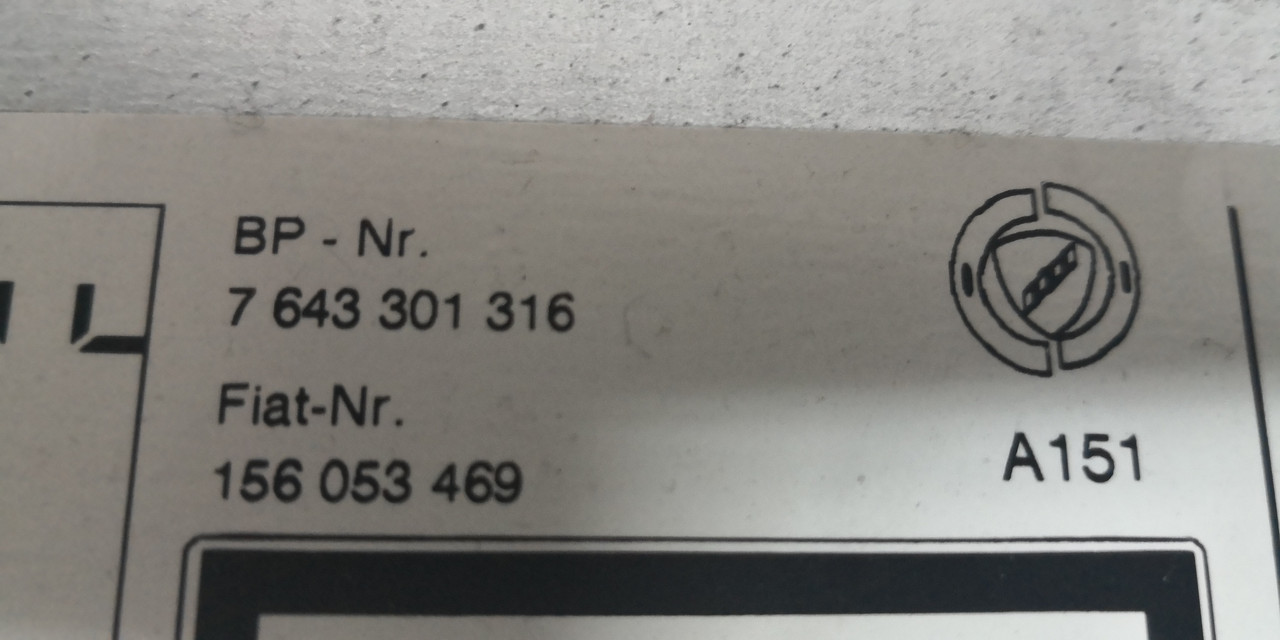 BP - Nr.
7 643 301 316
Fiat-Nr.
156 053 469
A151